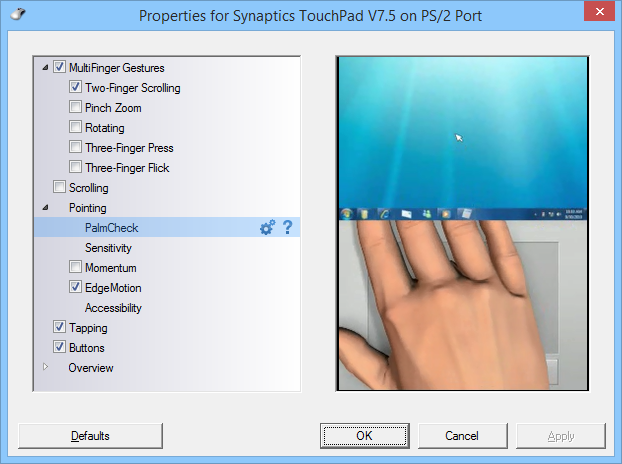 Properties for Synaptics TouchPad V7.5 on PS/2 Port
MultiFinger Gestures
Two-Finger Scrolling
Pinch Zoom
Rotating
Three-Finger Press
Three-Finger Flick
Scrolling
Pointing
PalmCheck ?
Sensitivity
Momentum
EdgeMotion
Accessibility
Tapping
Buttons
Overview
Defaults
OK
Cancel
Apply